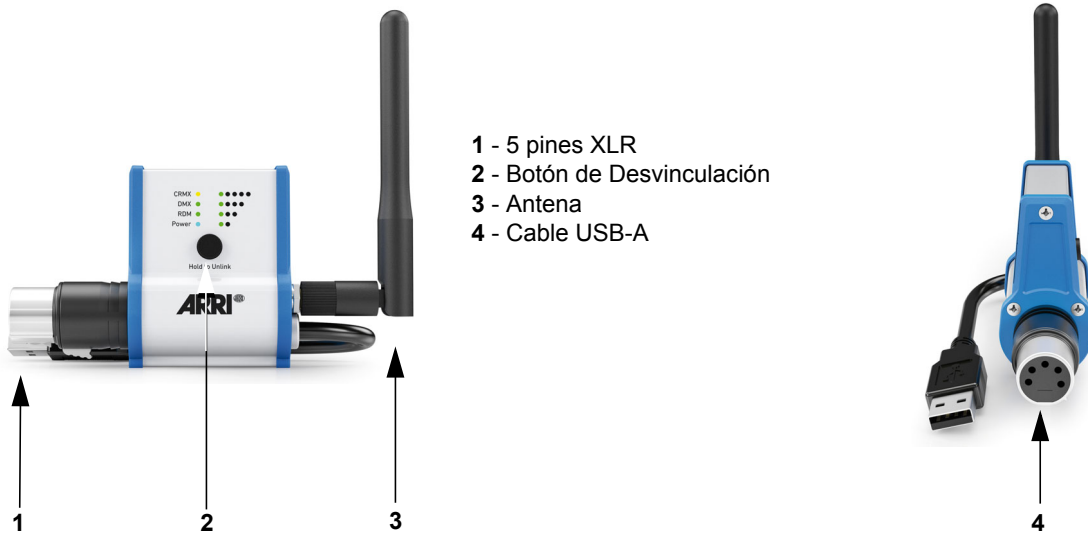 CRMX
DMX
RDM
Power
Hold to Unlink
ARRI®
1 - 5 pines XLR
2 - Botón de Desvinculación
3 - Antena
4 - Cable USB-A
1
2
3
4